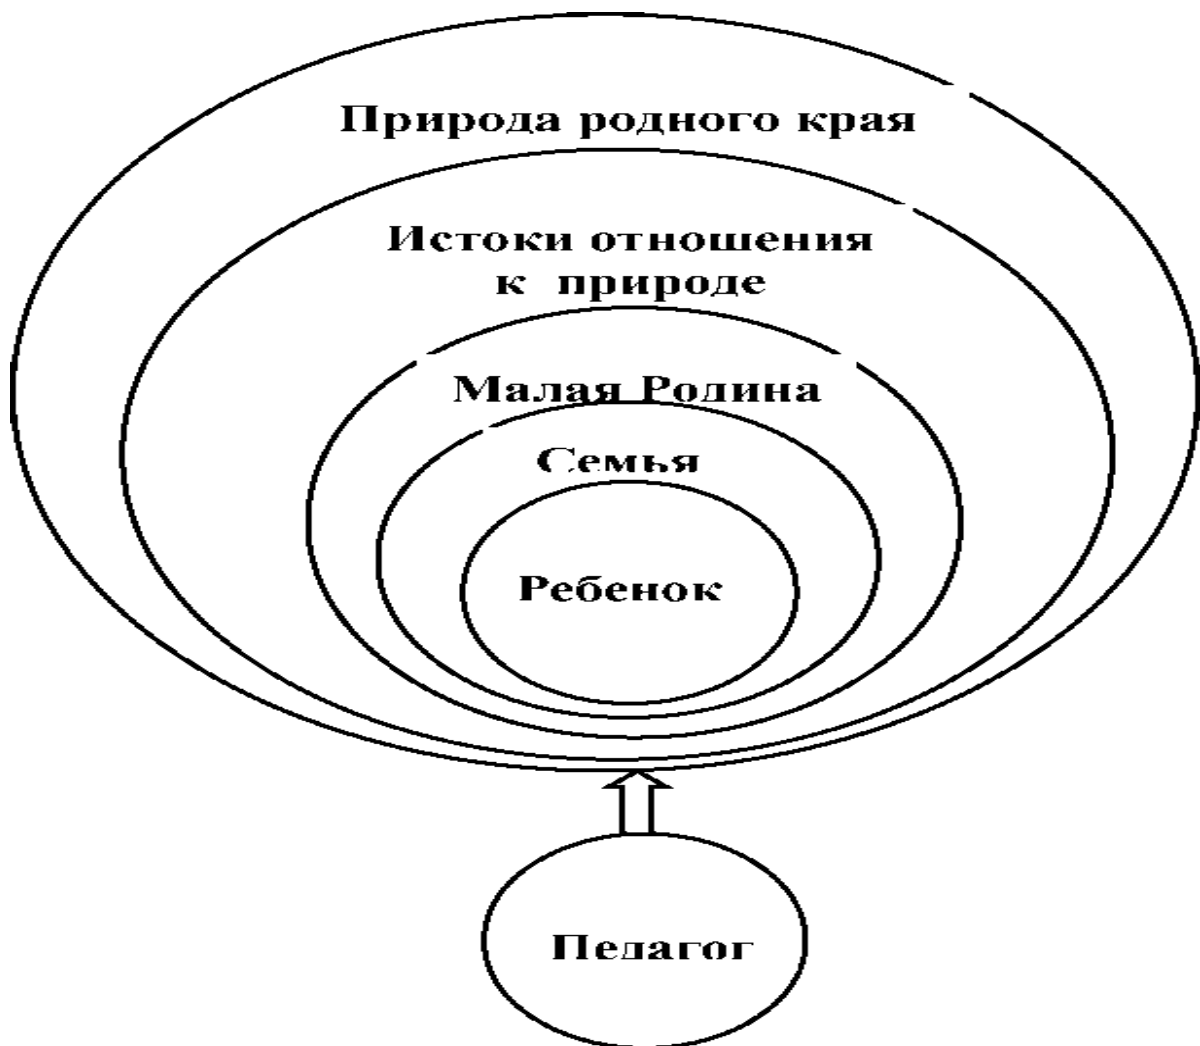 Природа родного края
Истоки отношения
к природе
Малая Родина
Семья
Ребенок
Педагог